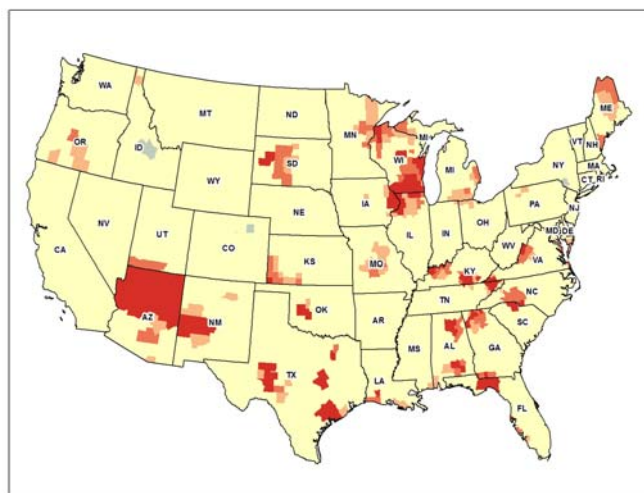 WA
ME
MT
ND
MN
MI
VT
NH
OR
ID
SD
WI
MI
NY
MA
CT
RI
WY
IA
PA
NJ
NE
OH
MD
DE
NV
UT
CO
IL
IN
WV
VA
CA
KS
MO
KY
NC
TN
AZ
NM
OK
AR
SC
MS
AL
GA
TX
LA
FL